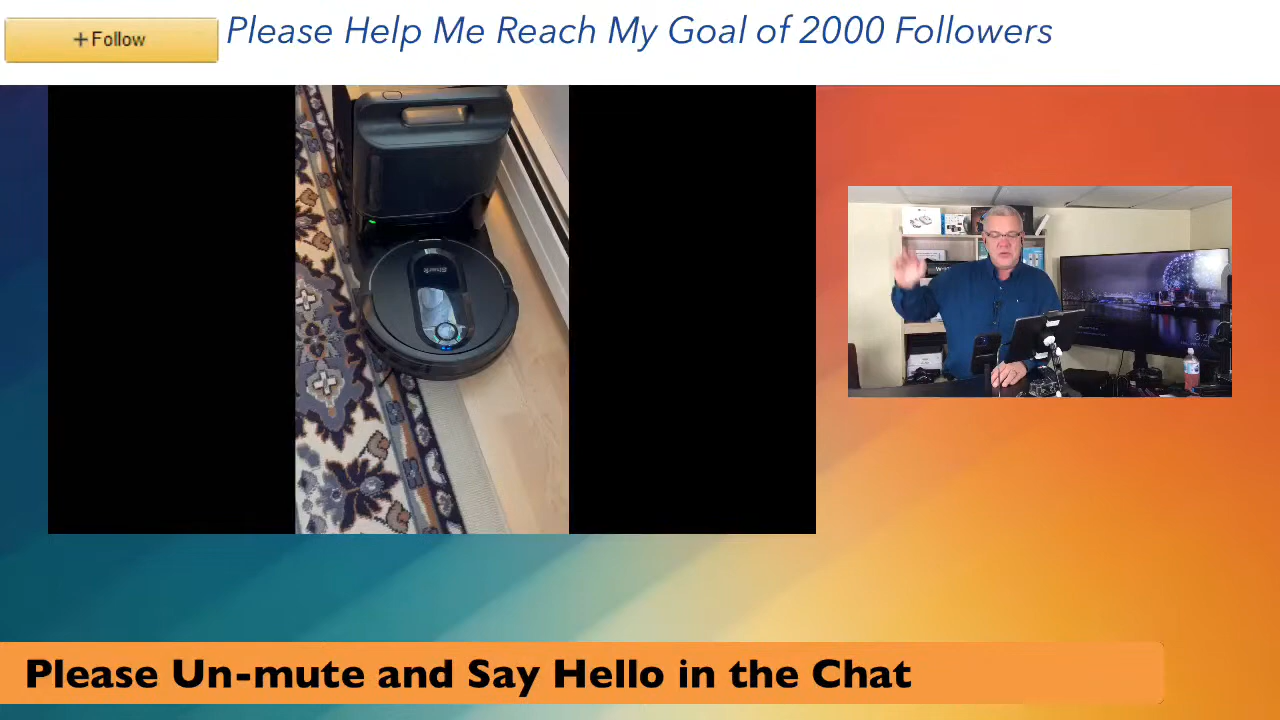 +Follow
Please Help Me Reach My Goal of 2000 Followers
Shark
Please Un-mute and Say Hello in the Chat